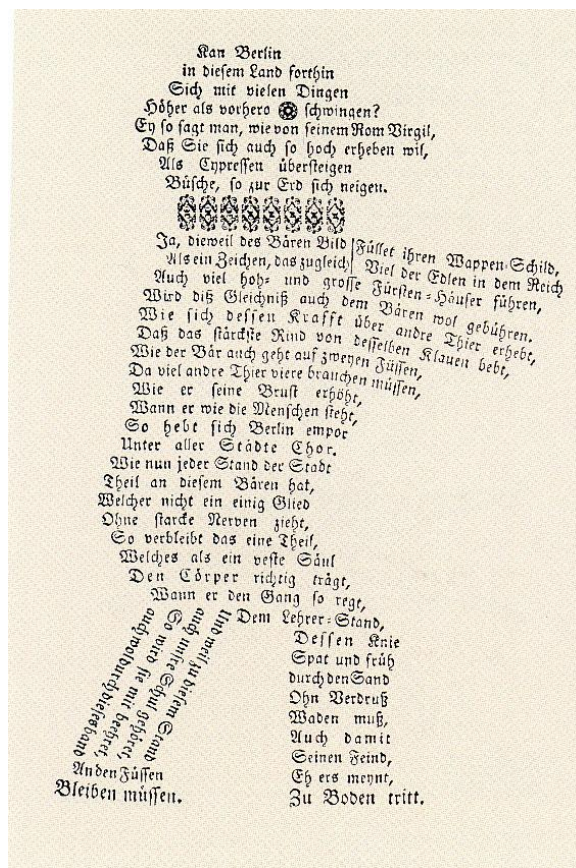 Kan Berlin
in diesem Land forthin
Sich mit vielen Dingen
Höher als vorhero schwingen?
Ey so sagt man, wie von seinem Rom Virgil,
Daß Sie sich auch so hoch erheben wil,
Als Cypressen übersteigen
Büsche, so zur Erd sich neigen.
Ja, dieweil des Bären Bild Füllet ihren Wappen-Schild,
Als ein Zeichen, das zugleich Viel der Edlen in dem Reich
Auch viel hoh- und grosse Fürsten-Häuser führen,
Wird diß Gleichniß auch dem Bären wol gebühren.
Wie sich dessen Krafft über andre Thier erhebt,
Daß das stärckste Rind von desselben Klauen bebt,
Wie der Bär auch geht auf zweyen Füssen,
Da viel andre Thier viere brauchen müssen,
Wie er seine Brust erhöht,
Wann er wie die Menschen steht,
So hebt sich Berlin empor
Unter aller Städte Chor.
Wie nun jeder Stand der Stadt
Theil an diesem Bären hat,
Welcher nicht ein einig Glied
Ohne starcke Nerven zieht,
So verbleibt das eine Theil,
Welches als ein veste Säul
Den Cörper richtig trägt,
Wann er den Gang so regt,
Dem Lehrer-Stand,
Dessen Knie
Spat und früh
durch den Sand
Ohn Verdruß
Waden muß,
Auch damit
Seinen Feind,
Eh ers meynt,
Zu Boden tritt.
Und weil zu diesem Stand
auch unsre Schul gehöret,
So wird sie mit beehret,
auch wol durch dieses band
An den Füssen
Bleiben müssen.